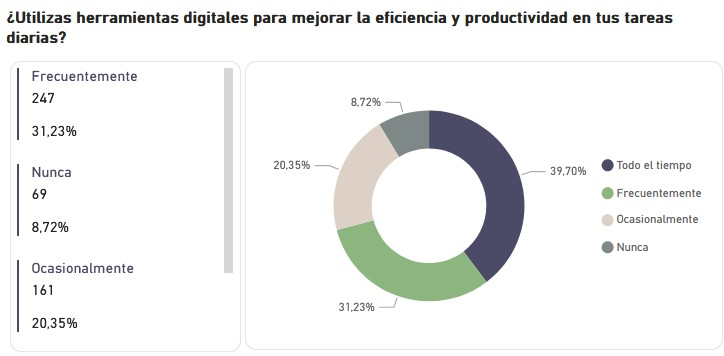 ¿Utilizas herramientas digitales para mejorar la eficiencia y productividad en tus tareas
diarias?
Frecuentemente
247
31,23%
Nunca
69
8,72%
Ocasionalmente
161
20,35%
8,72%
20,35%
39,70%
31,23%
Todo el tiempo
Frecuentemente
Ocasionalmente
Nunca